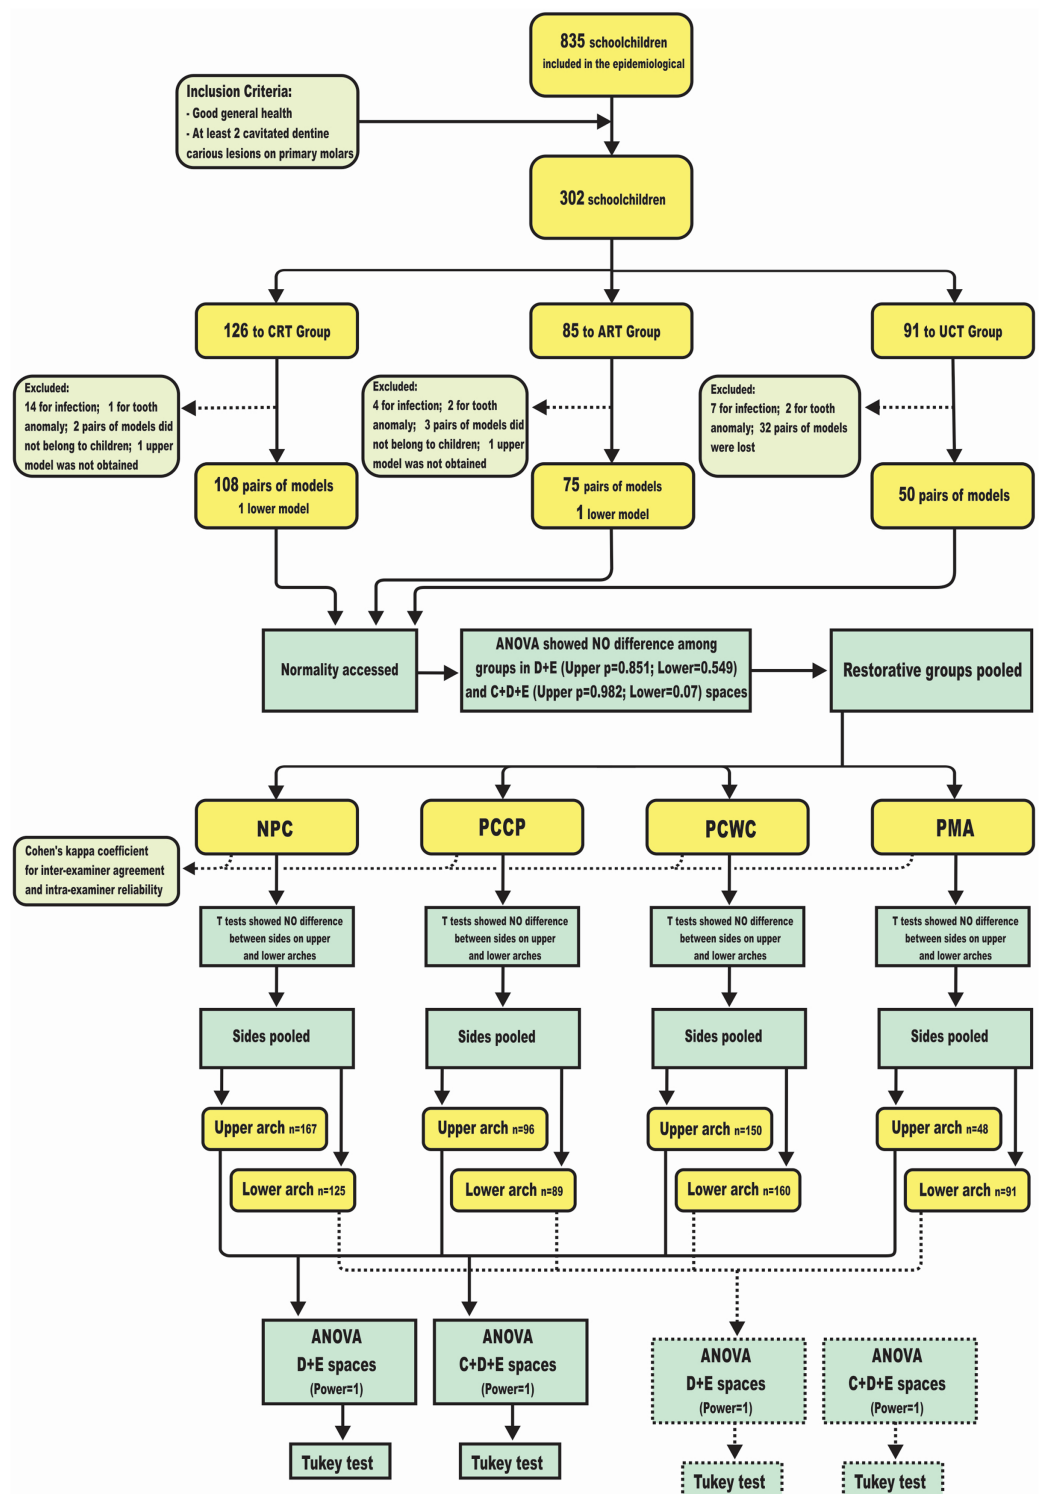 835 schoolchildren
included in the epidemiological
Inclusion Criteria:
- Good general health
- At least 2 cavitated dentine
carious lesions on primary molars
302 schoolchildren
126 to CRT Group
85 to ART Group
91 to UCT Group
Excluded:
14 for infection; 1 for tooth
anomaly; 2 pairs of models did
not belong to children; 1 upper
model was not obtained
Excluded:
4 for infection; 2 for tooth
anomaly; 3 pairs of models did
not belong to children; 1 upper
model was not obtained
Excluded:
7 for infection; 2 for tooth
anomaly; 32 pairs of models
were lost
108 pairs of models
1 lower model
75 pairs of models
1 lower model
50 pairs of models
Normality accessed
ANOVA showed NO difference among
groups in D+E (Upper p=0.851; Lower=0.549)
and C+D+E (Upper p=0.982; Lower=0.07) spaces
Restorative groups pooled
NPC
PCCP
PCWC
PMA
Cohen's kappa coefficient
for inter-examiner agreement
and intra-examiner reliability
T tests showed NO difference
between sides on upper
and lower arches
T tests showed NO difference
between sides on upper
and lower arches
T tests showed NO difference
between sides on upper
and lower arches
T tests showed NO difference
between sides on upper
and lower arches
Sides pooled
Sides pooled
Sides pooled
Sides pooled
Upper arch n=167
Upper arch n=96
Upper arch n=150
Upper arch n=48
Lower arch n=125
Lower arch n=89
Lower arch n=160
Lower arch n=91
ANOVA
D+E spaces
(Power=1)
ANOVA
C+D+E spaces
(Power=1)
ANOVA
D+E spaces
(Power=1)
ANOVA
C+D+E spaces
(Power=1)
Tukey test
Tukey test
Tukey test
Tukey test